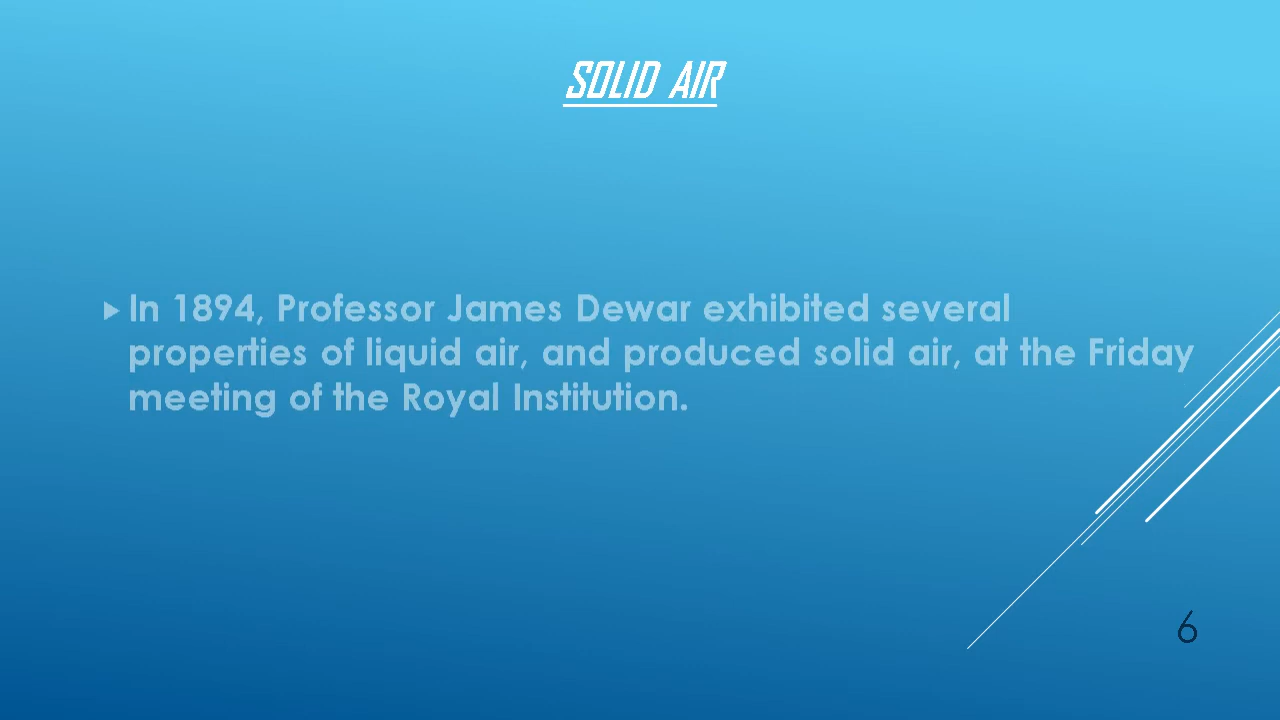 SOLID AIR
In 1894, Professor James Dewar exhibited several
properties of liquid air, and produced solid air, at the Friday
meeting of the Royal Institution.
6